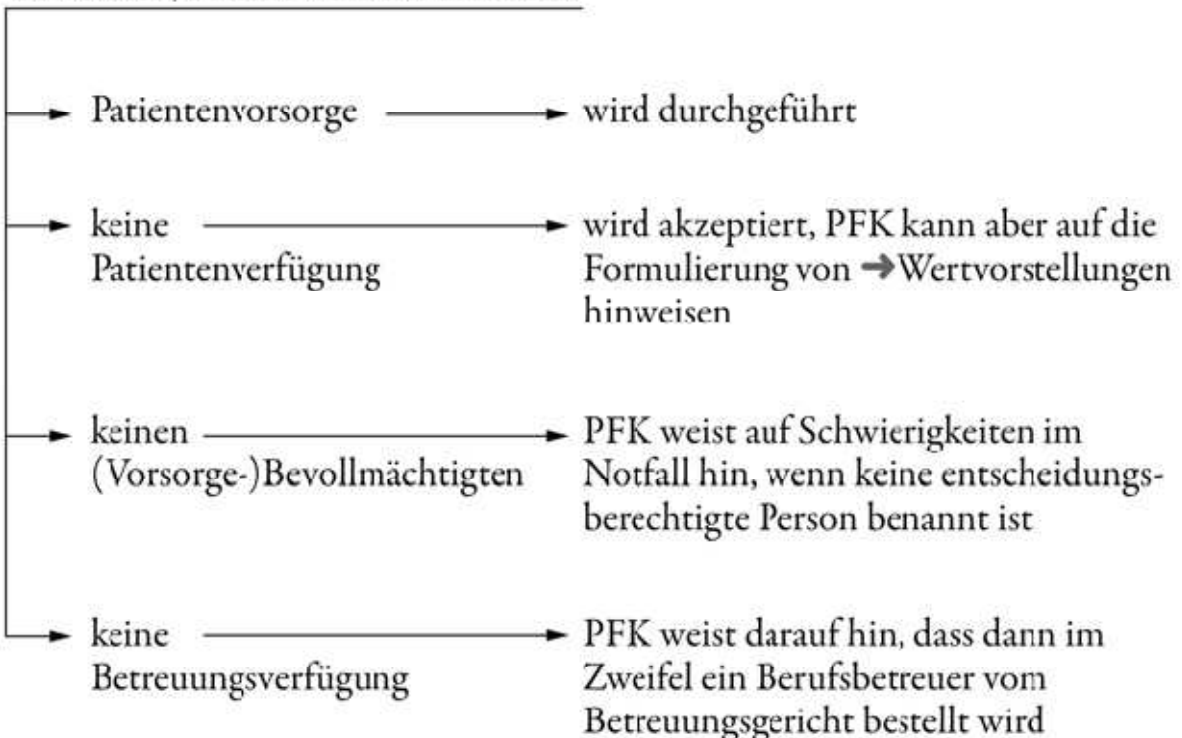 Patientenvorsorge
wird durchgeführt
keine
Patientenverfügung
wird akzeptiert, PFK kann aber auf die
Formulierung von ➔Wertvorstellungen
hinweisen
keinen
(Vorsorge-)Bevollmächtigten
PFK weist auf Schwierigkeiten im
Notfall hin, wenn keine entscheidungs-
berechtigte Person benannt ist
keine
Betreuungsverfügung
PFK weist darauf hin, dass dann im
Zweifel ein Berufsbetreuer vom
Betreuungsgericht bestellt wird